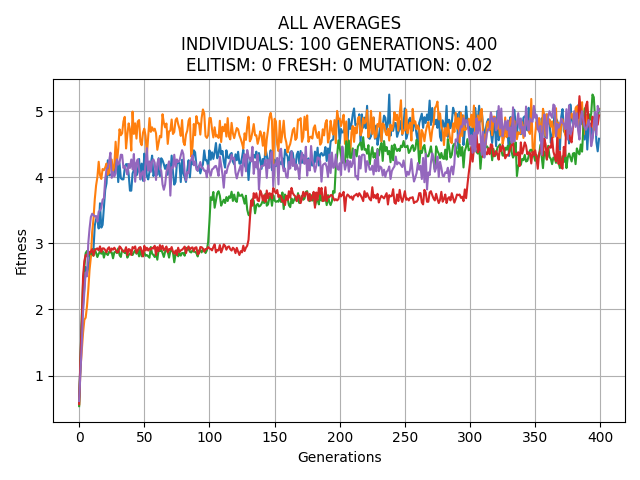 ALL AVERAGES
INDIVIDUALS: 100 GENERATIONS: 400
ELITISM: 0 FRESH: 0 MUTATION: 0.02
5
4
3
2
1
Fitness
0 50 100 150 200 250 300 350 400
Generations